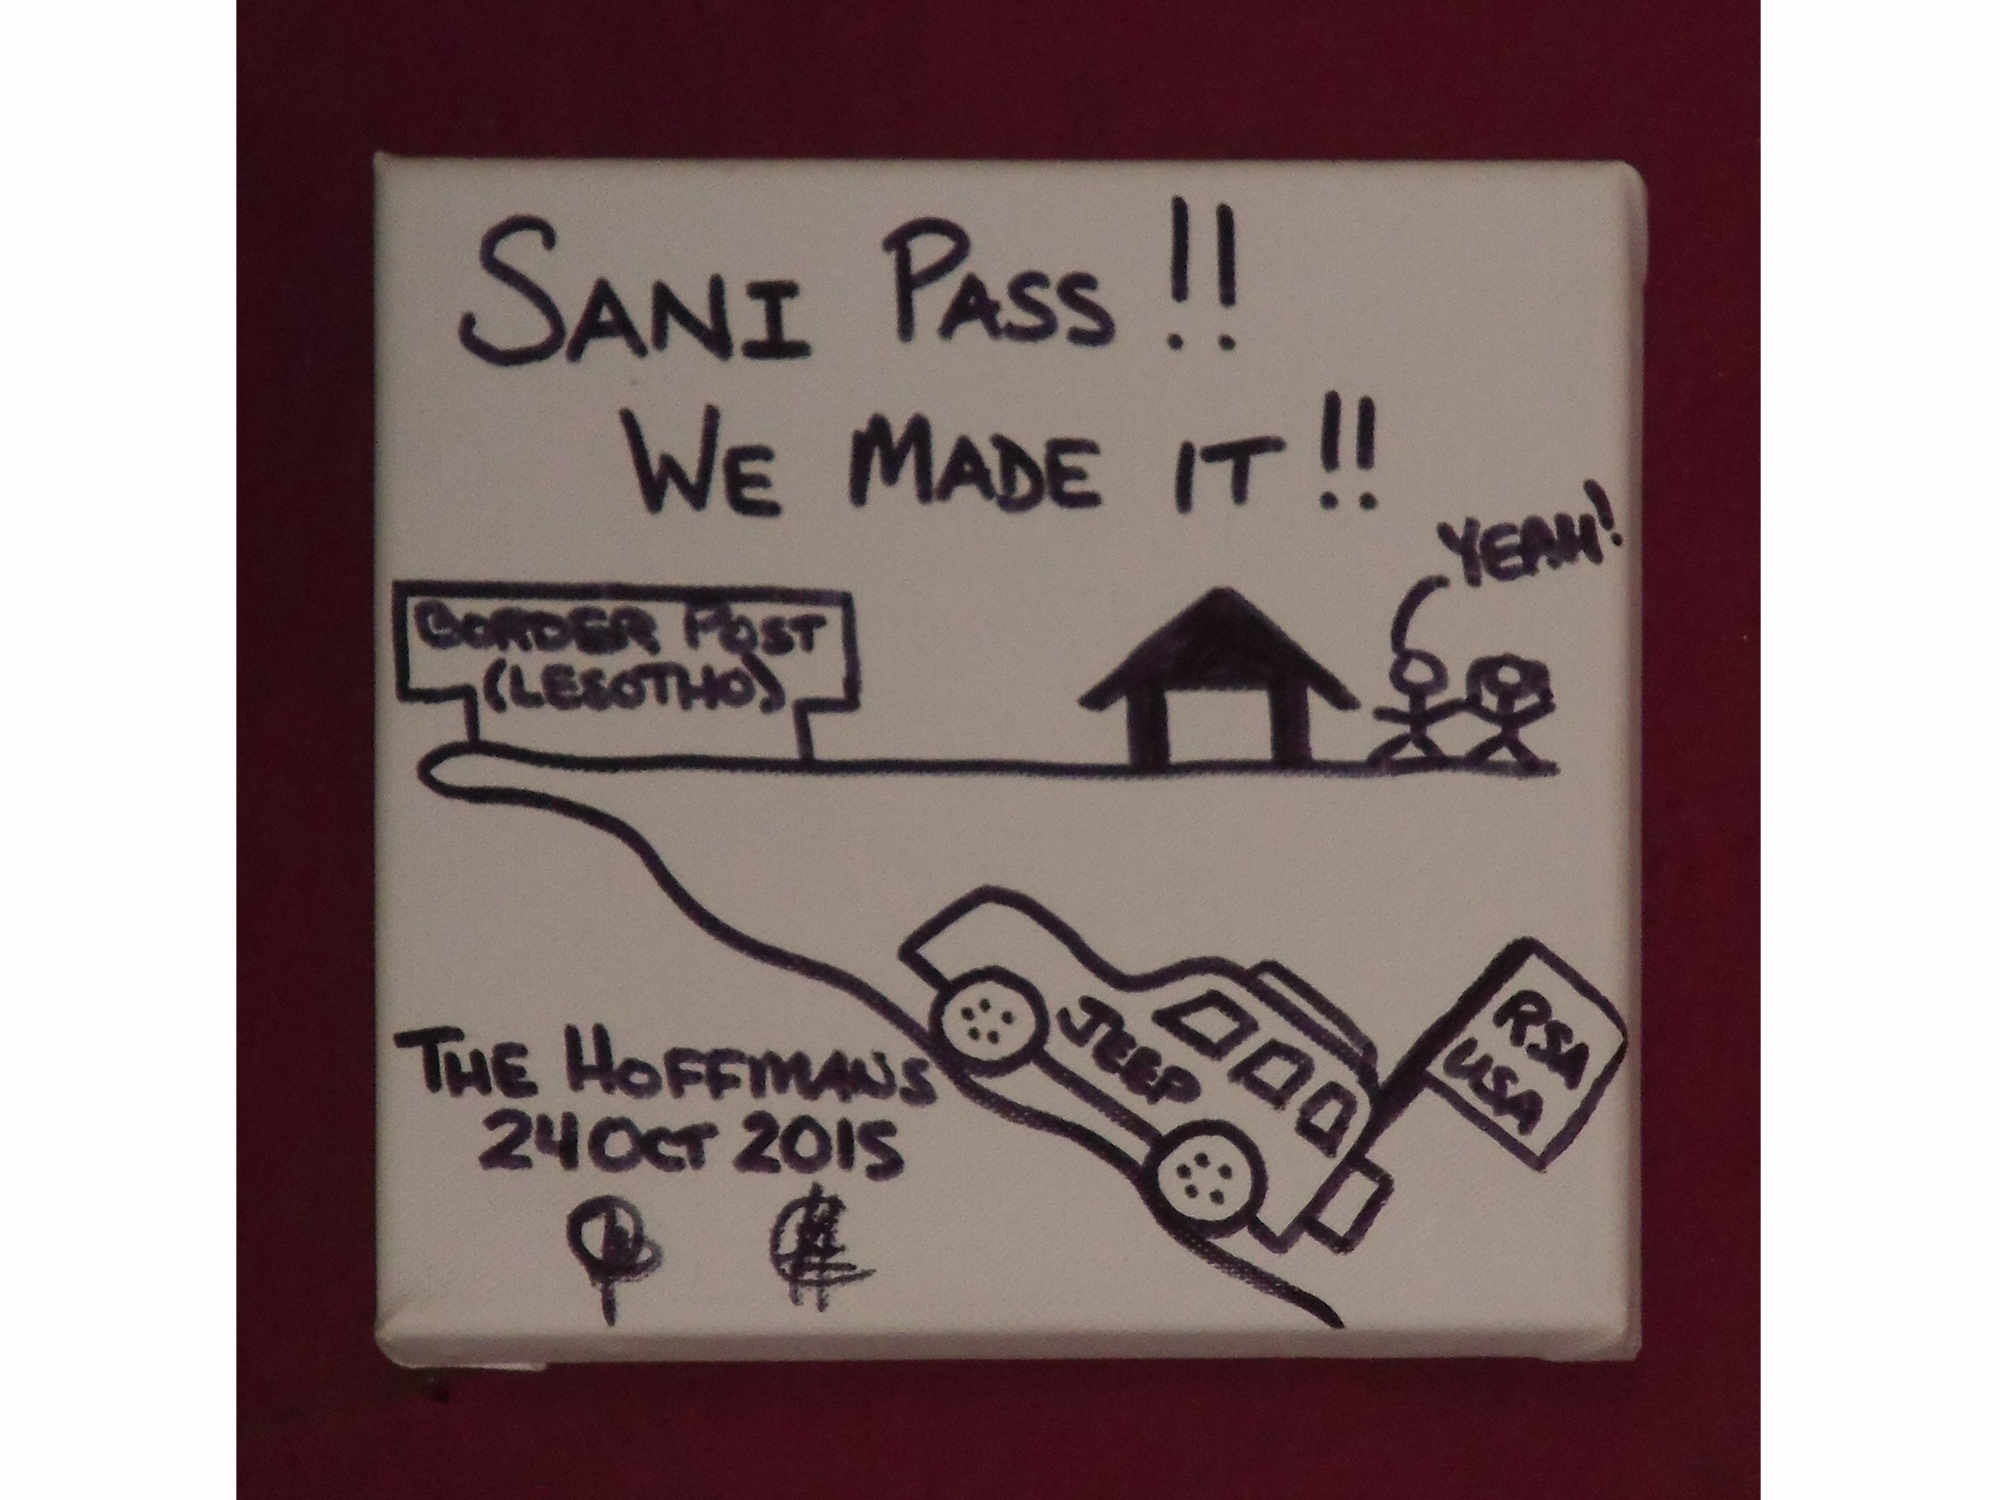 SANI PASS!!
WE MADE IT!!
YEAH!
BORDER POST
(LESOTHO)
JEEP
RSA
USA
THE HOFFMANS
24 OCT 2015